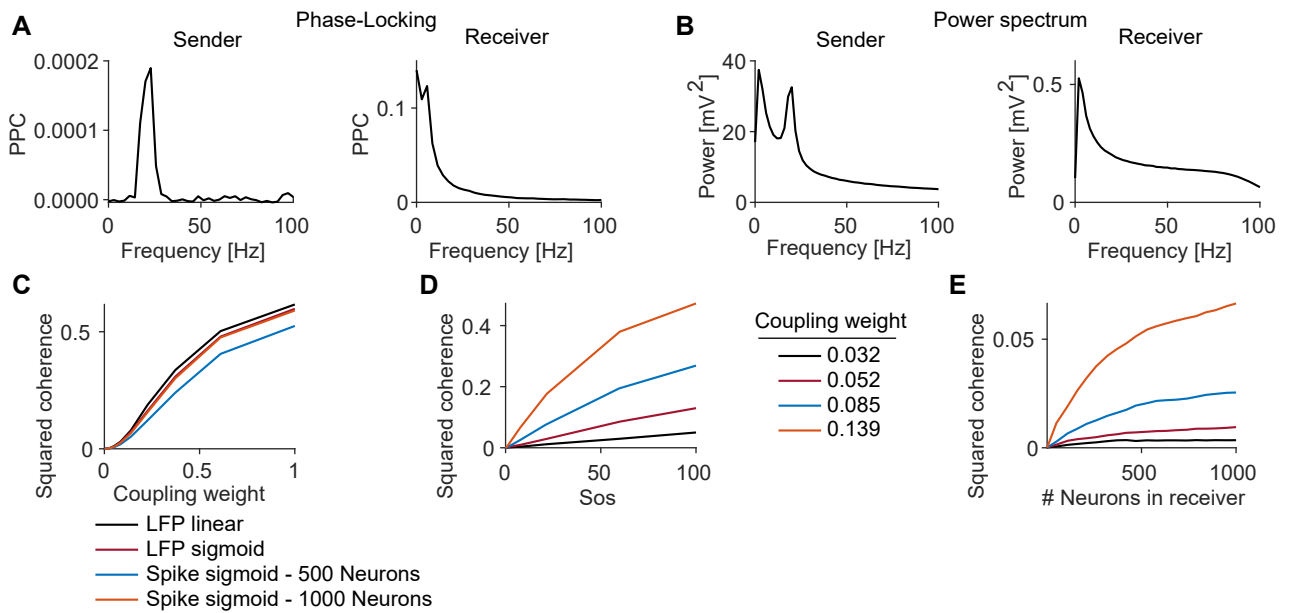 A
Phase-Locking
Sender
Receiver
0.0002
0.0001
0.0000
PPC
0
50
100
Frequency [Hz]
0.1
0
PPC
0
50
100
Frequency [Hz]
B
Power spectrum
Sender
Receiver
40
20
0
Power [mV²]
0
50
100
Frequency [Hz]
0.5
0
Power [mV²]
0
50
100
Frequency [Hz]
C
0.5
0
Squared coherence
0
0.5
1
Coupling weight
LFP linear
LFP sigmoid
Spike sigmoid - 500 Neurons
Spike sigmoid - 1000 Neurons
D
0.4
0.2
0
Squared coherence
0
50
100
Sos
Coupling weight
0.032
0.052
0.085
0.139
E
0.05
0
Squared coherence
500
1000
# Neurons in receiver